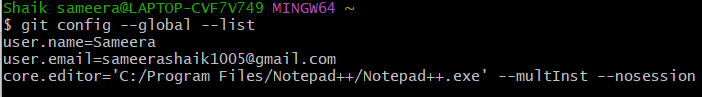 Shaik sameera@LAPTOP-CVF7V749 MINGW64 ~
$ git config --global --list
user.name=Sameera
user.email=sameerashaik1005@gmail.com
core.editor='C:/Program Files/Notepad++/Notepad++.exe' --multInst --nosession